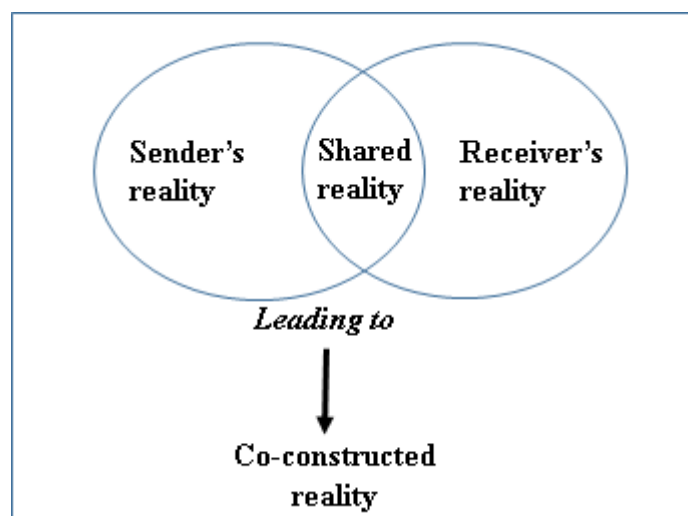 Sender's
reality
Shared
reality
Receiver's
reality
Leading to
Co-constructed
reality